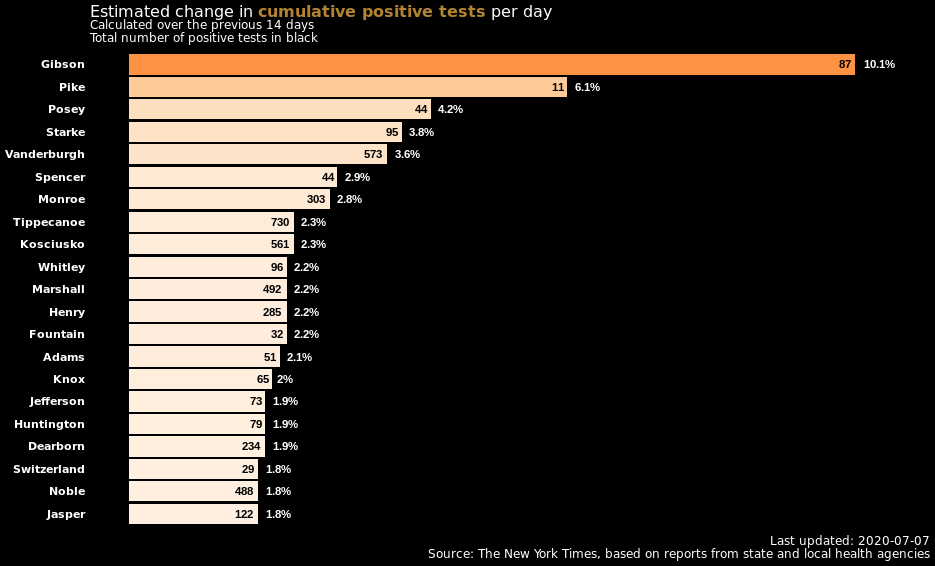 Estimated change in cumulative positive tests per day
Calculated over the previous 14 days
Total number of positive tests in black
Gibson 87 10.1%
Pike 11 6.1%
Posey 44 4.2%
Starke 95 3.8%
Vanderburgh 573 3.6%
Spencer 44 2.9%
Monroe 303 2.8%
Tippecanoe 730 2.3%
Kosciusko 561 2.3%
Whitley 96 2.2%
Marshall 492 2.2%
Henry 285 2.2%
Fountain 32 2.2%
Adams 51 2.1%
Knox 65 2%
Jefferson 73 1.9%
Huntington 79 1.9%
Dearborn 234 1.9%
Switzerland 29 1.8%
Noble 488 1.8%
Jasper 122 1.8%
Last updated: 2020-07-07
Source: The New York Times, based on reports from state and local health agencies